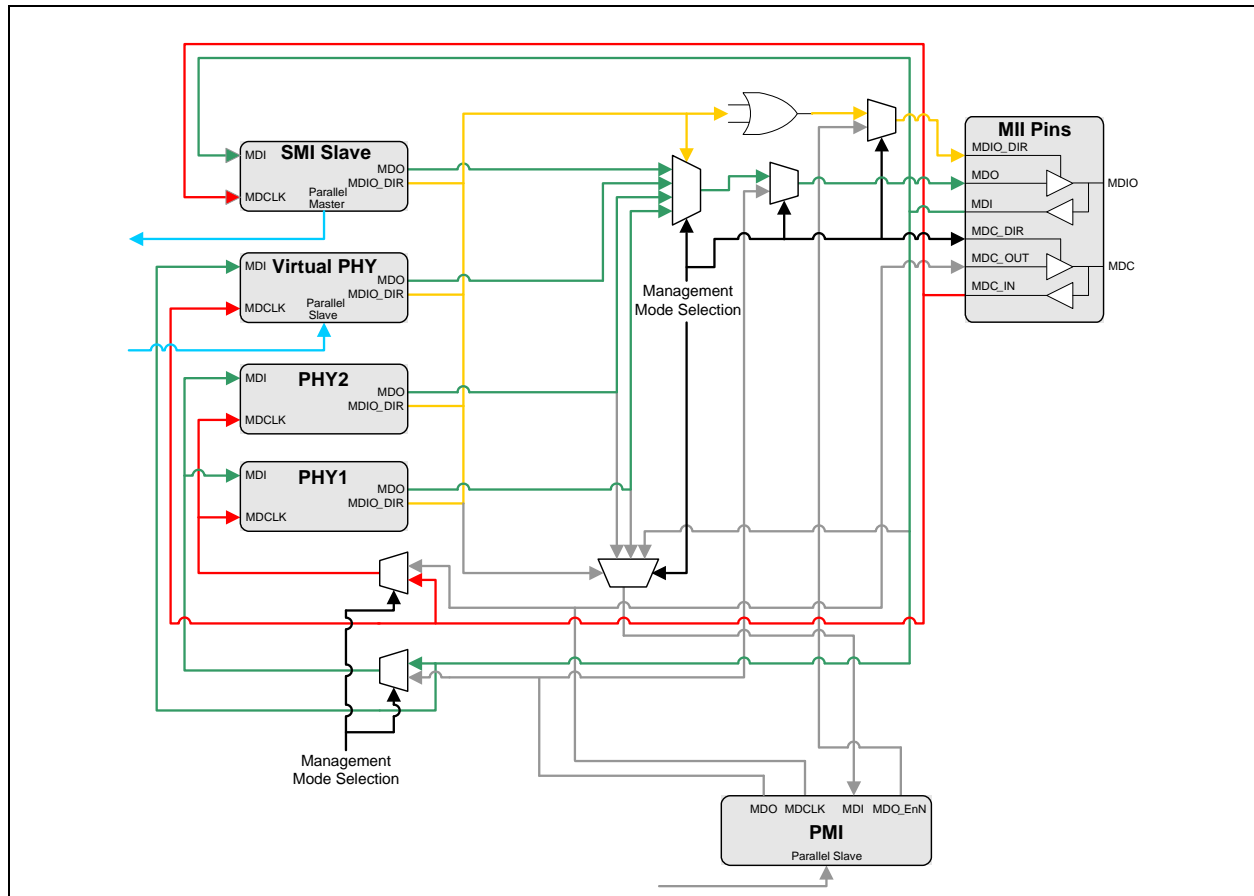 SMI Slave
MDI
MDCLK
MDO
MDIO_DIR
Parallel
Master
Virtual PHY
MDI
MDCLK
MDO
MDIO_DIR
Parallel
Slave
PHY2
MDI
MDCLK
MDO
MDIO_DIR
PHY1
MDI
MDCLK
MDO
MDIO_DIR
Management
Mode Selection
MII Pins
MDIO_DIR
MDO
MDI
MDC_DIR
MDC_OUT
MDC_IN
MDIO
MDC
Management
Mode Selection
MDO
MDCLK
MDI
MDO_EnN
PMI
Parallel Slave